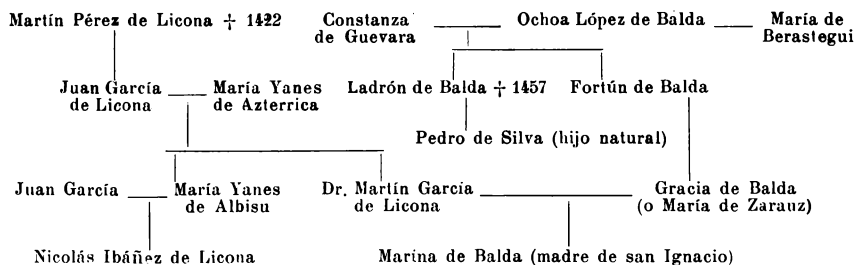 Martín Pérez de Licona † 1422
Constanza de Guevara
Ochoa López de Balda
María de Berastegui
Juan García de Licona
María Yanes de Azterrica
Ladrón de Balda † 1457
Fortún de Balda
Pedro de Silva (hijo natural)
Juan García
María Yanes de Albisu
Dr. Martín García de Licona
Gracia de Balda (o María de Zarauz)
Nicolás Ibáñez de Licona
Marina de Balda (madre de san Ignacio)